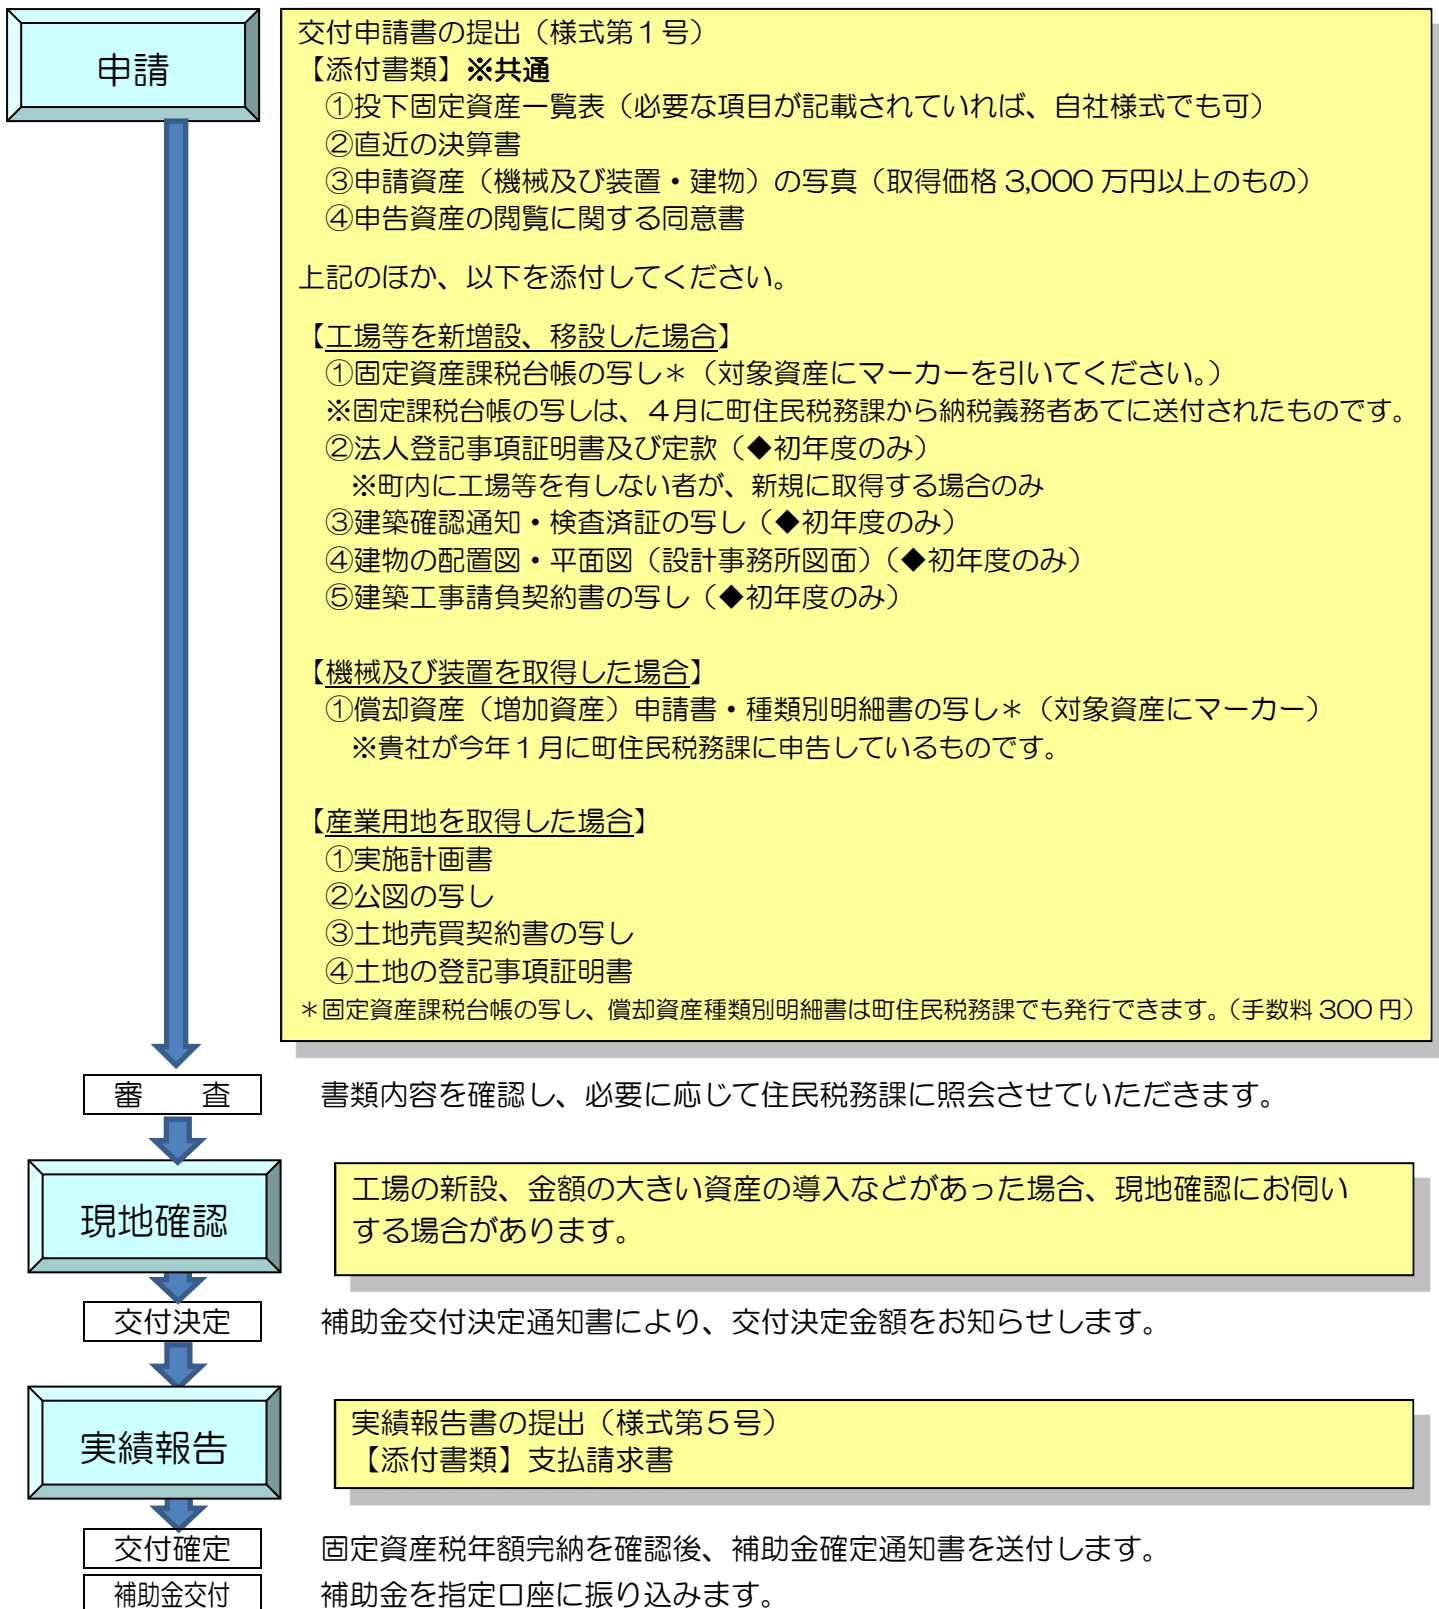 申請
交付申請書の提出（様式第１号）
【添付書類】※共通
①投下固定資産一覧表（必要な項目が記載されていれば、自社様式でも可）
②直近の決算書
③申請資産（機械及び装置・建物）の写真（取得価格 3,000 万円以上のもの）
④申告資産の閲覧に関する同意書
上記のほか、以下を添付してください。
【工場等を新増設、移設した場合】
①固定資産課税台帳の写し＊（対象資産にマーカーを引いてください。）
※固定課税台帳の写しは、４月に町住民税務課から納税義務者あてに送付されたものです。
②法人登記事項証明書及び定款（◆初年度のみ）
※町内に工場等を有しない者が、新規に取得する場合のみ
③建築確認通知・検査済証の写し（◆初年度のみ）
④建物の配置図・平面図（設計事務所図面）（◆初年度のみ）
⑤建築工事請負契約書の写し（◆初年度のみ）
【機械及び装置を取得した場合】
①償却資産（増加資産）申請書・種類別明細書の写し＊（対象資産にマーカー）
※貴社が今年１月に町住民税務課に申告しているものです。
【産業用地を取得した場合】
①実施計画書
②公図の写し
③土地売買契約書の写し
④土地の登記事項証明書
＊固定資産課税台帳の写し、償却資産種類別明細書は町住民税務課でも発行できます。（手数料 300 円）
審　　査
書類内容を確認し、必要に応じて住民税務課に照会させていただきます。
現地確認
工場の新設、金額の大きい資産の導入などがあった場合、現地確認にお伺い
する場合があります。
交付決定
補助金交付決定通知書により、交付決定金額をお知らせします。
実績報告
実績報告書の提出（様式第５号）
【添付書類】支払請求書
交付確定
固定資産税年額完納を確認後、補助金確定通知書を送付します。
補助金交付
補助金を指定口座に振り込みます。